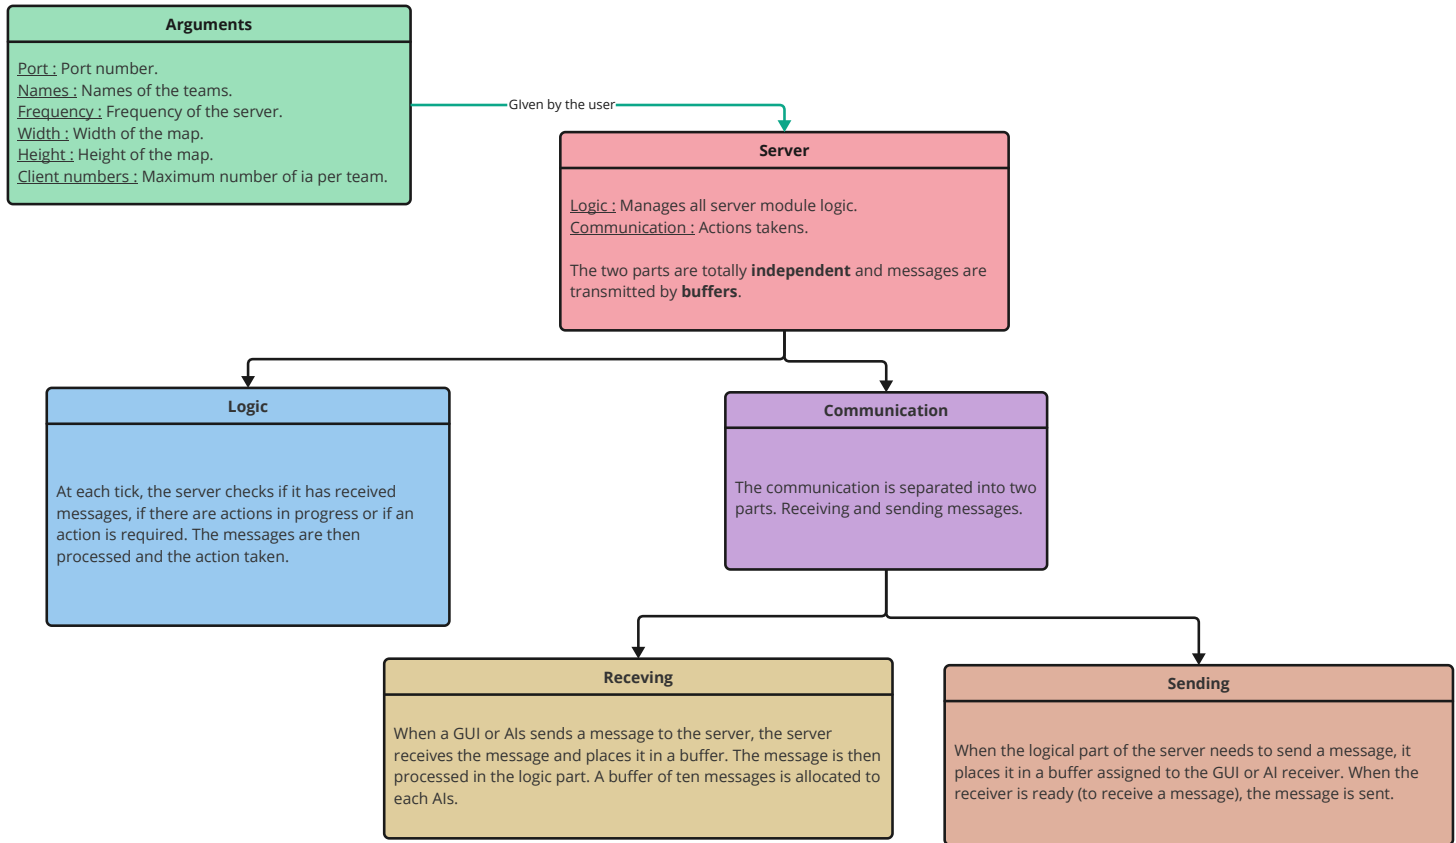 Arguments
Port : Port number.
Names : Names of the teams.
Frequency : Frequency of the server.
Width : Width of the map.
Height : Height of the map.
Client numbers : Maximum number of ia per team.
GIven by the user
Server
Logic : Manages all server module logic.
Communication : Actions takens.
The two parts are totally independent and messages are
transmitted by buffers.
Logic
At each tick, the server checks if it has received
messages, if there are actions in progress or if an
action is required. The messages are then
processed and the action taken.
Communication
The communication is separated into two
parts. Receiving and sending messages.
Receving
When a GUI or AIs sends a message to the server, the server
receives the message and places it in a buffer. The message is then
processed in the logic part. A buffer of ten messages is allocated to
each AIs.
Sending
When the logical part of the server needs to send a message, it
places it in a buffer assigned to the GUI or AI receiver. When the
receiver is ready (to receive a message), the message is sent.